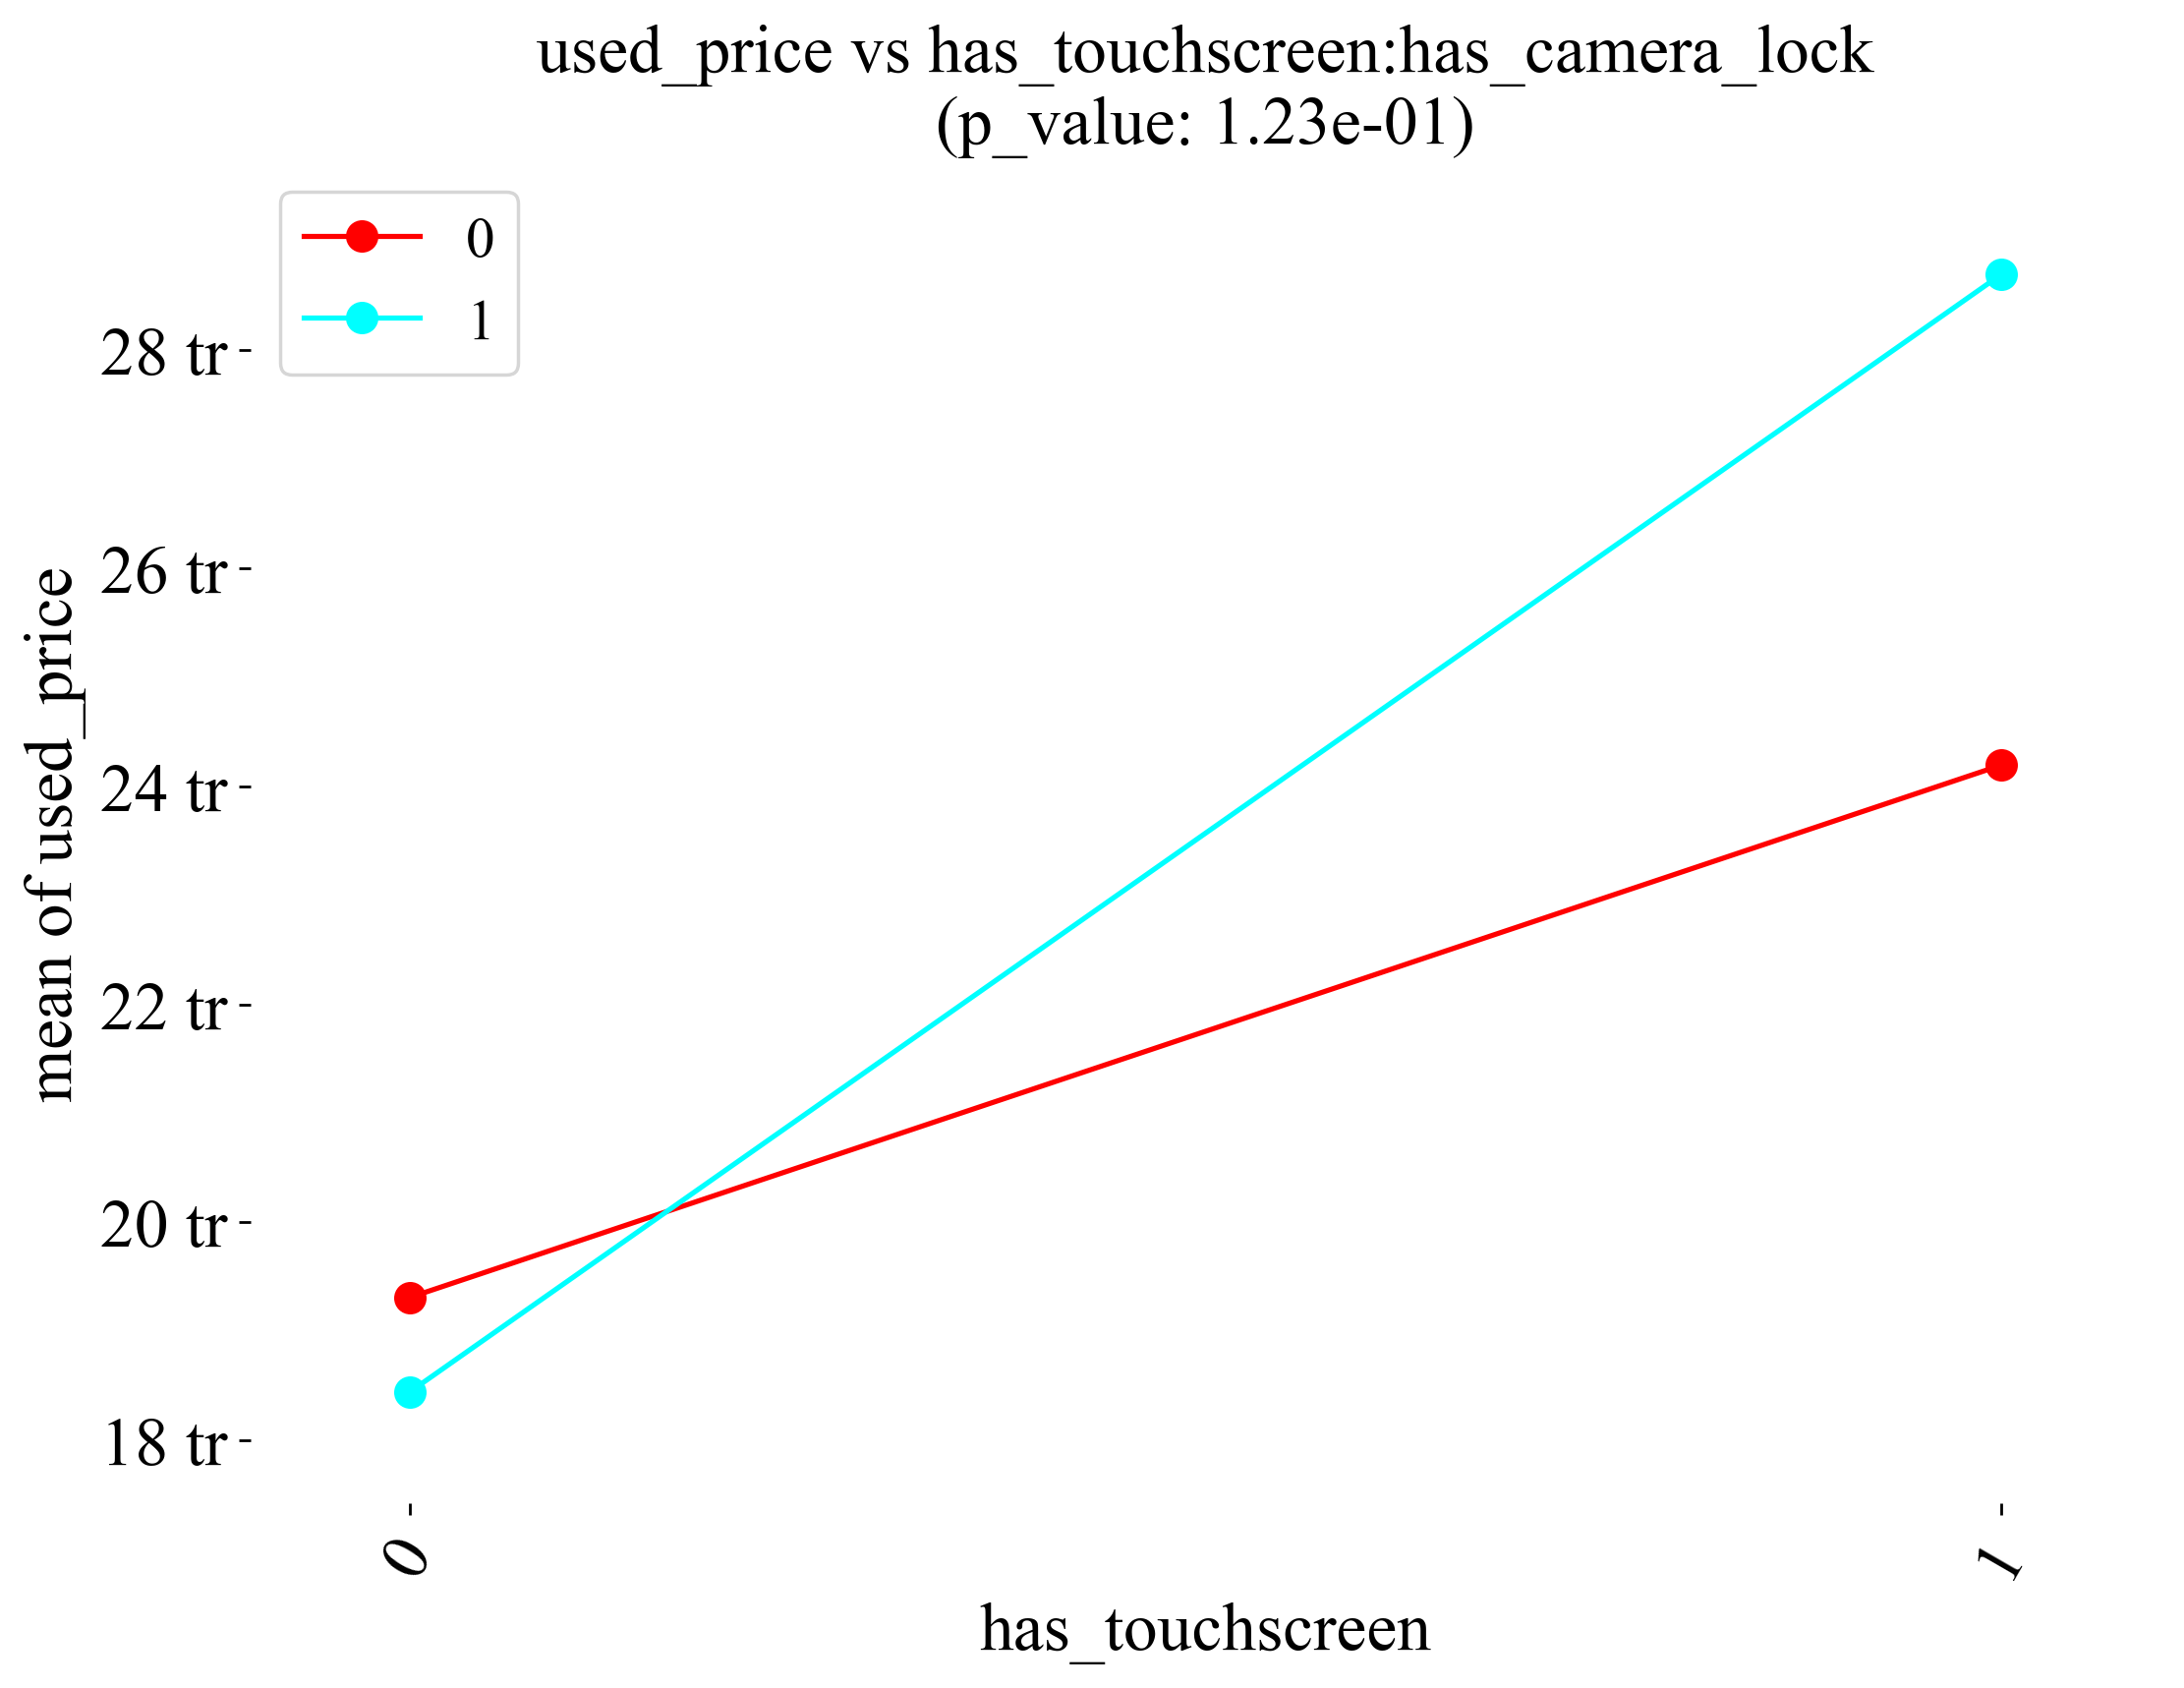 used_price vs has_touchscreen:has_camera_lock
(p_value: 1.23e-01)
0
1
28 tr
26 tr
24 tr
22 tr
20 tr
18 tr
mean of used_price
0
1
has_touchscreen